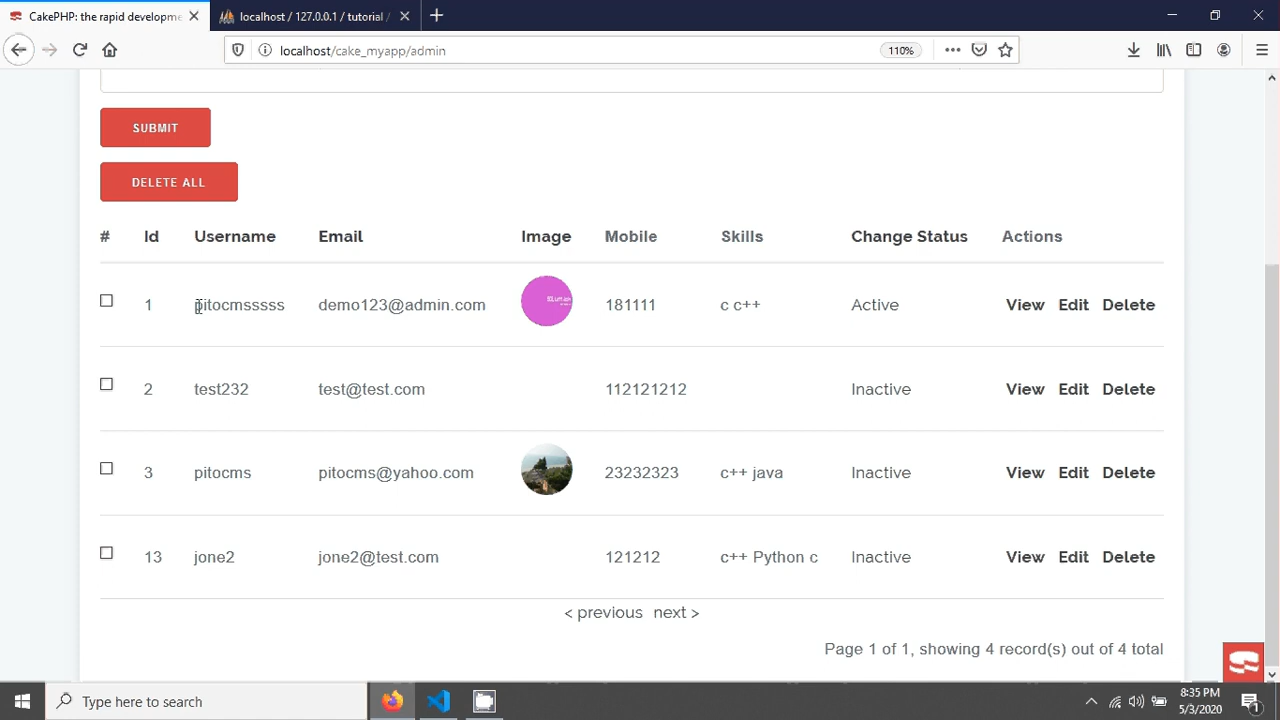 CakePHP: the rapid developme
localhost / 127.0.0.1 / tutorial /
localhost/cake_myapp/admin
110%
SUBMIT
DELETE ALL
# Id Username Email Image Mobile Skills Change Status Actions
1 pitocmsssss demo123@admin.com 181111 c c++ Active View Edit Delete
2 test232 test@test.com 112121212 Inactive View Edit Delete
3 pitocms pitocms@yahoo.com 23232323 c++ java Inactive View Edit Delete
13 jone2 jone2@test.com 121212 c++ Python c Inactive View Edit Delete
< previous next >
Page 1 of 1, showing 4 record(s) out of 4 total
Type here to search
8:35 PM
5/3/2020
1